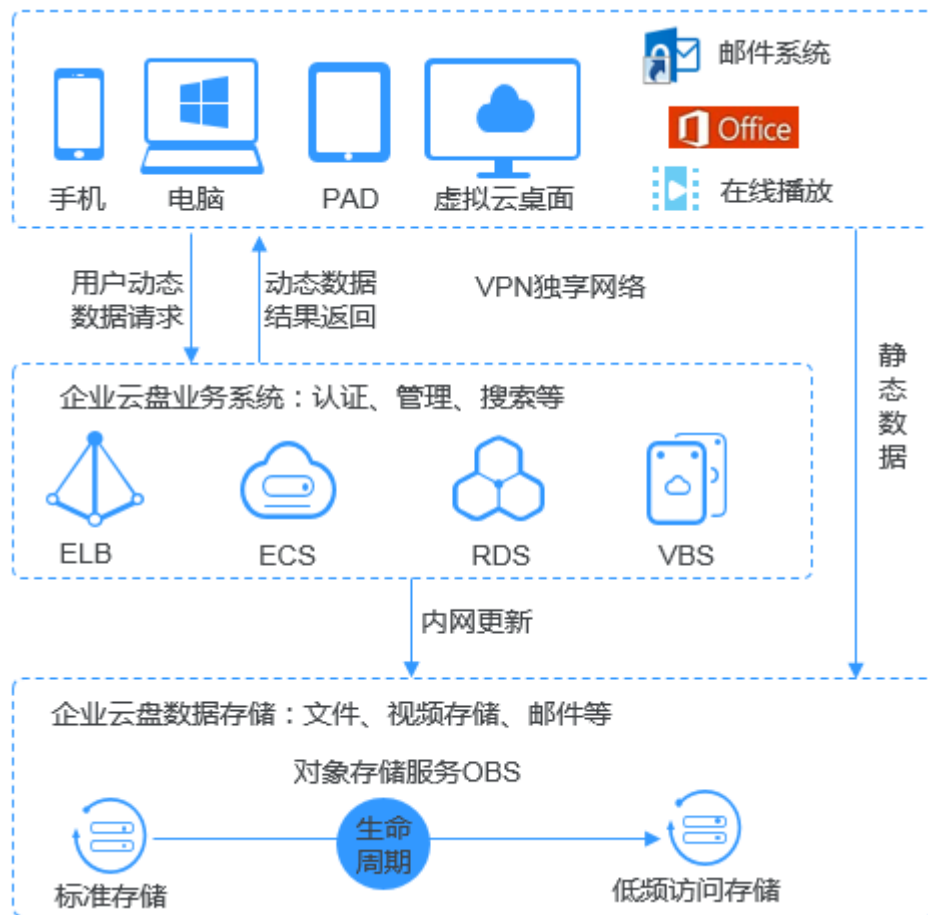 邮件系统
Office
在线播放
手机
电脑
PAD
虚拟云桌面
用户动态
数据请求
动态数据
结果返回
VPN独享网络
静
态
数
据
企业云盘业务系统：认证、管理、搜索等
ELB
ECS
RDS
VBS
内网更新
企业云盘数据存储：文件、视频存储、邮件等
对象存储服务OBS
生命
周期
标准存储
低频访问存储